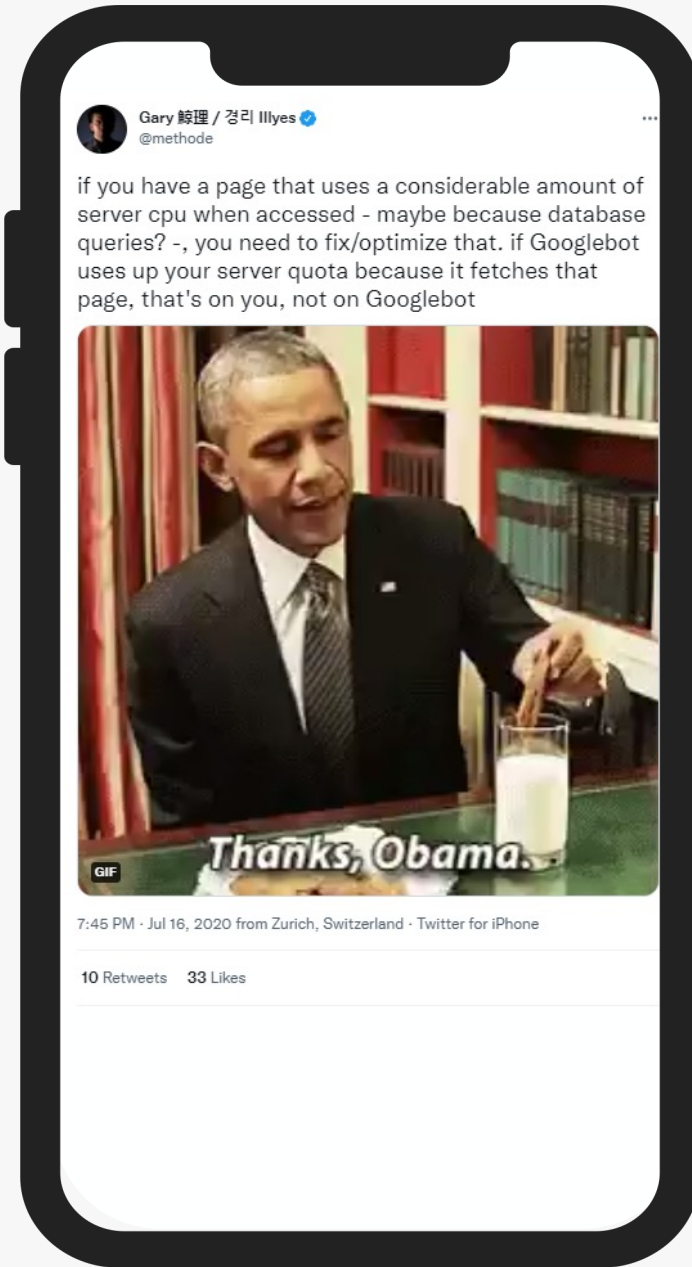 Gary 鯨理 / 경리 Illyes
@methode
if you have a page that uses a considerable amount of
server cpu when accessed - maybe because database
queries? -, you need to fix/optimize that. if Googlebot
uses up your server quota because it fetches that
page, that's on you, not on Googlebot
Thanks, Obama.
GIF
7:45 PM · Jul 16, 2020 from Zurich, Switzerland · Twitter for iPhone
10 Retweets 33 Likes